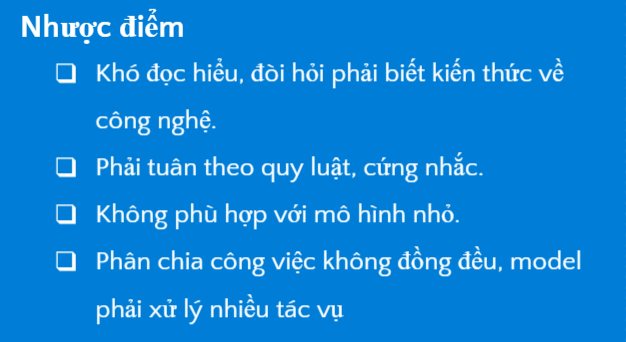 Nhược điểm
❑ Khó đọc hiểu, đòi hỏi phải biết kiến thức về
công nghệ.
❑ Phải tuân theo quy luật, cứng nhắc.
❑ Không phù hợp với mô hình nhỏ.
❑ Phân chia công việc không đồng đều, model
phải xử lý nhiều tác vụ